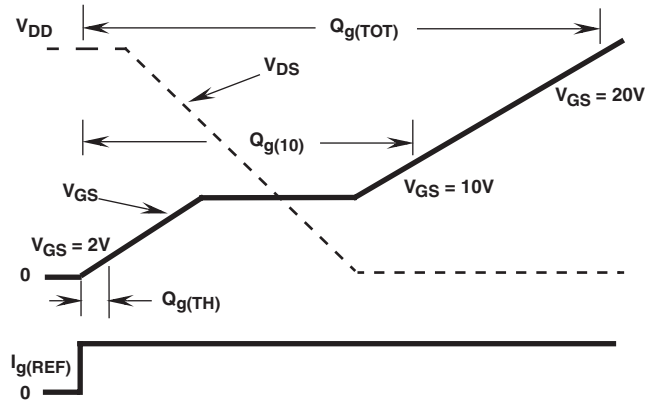 V_DD
Q_g(TOT)
V_DS
V_GS = 20V
Q_g(10)
V_GS
V_GS = 10V
V_GS = 2V
0
Q_g(TH)
I_g(REF)
0